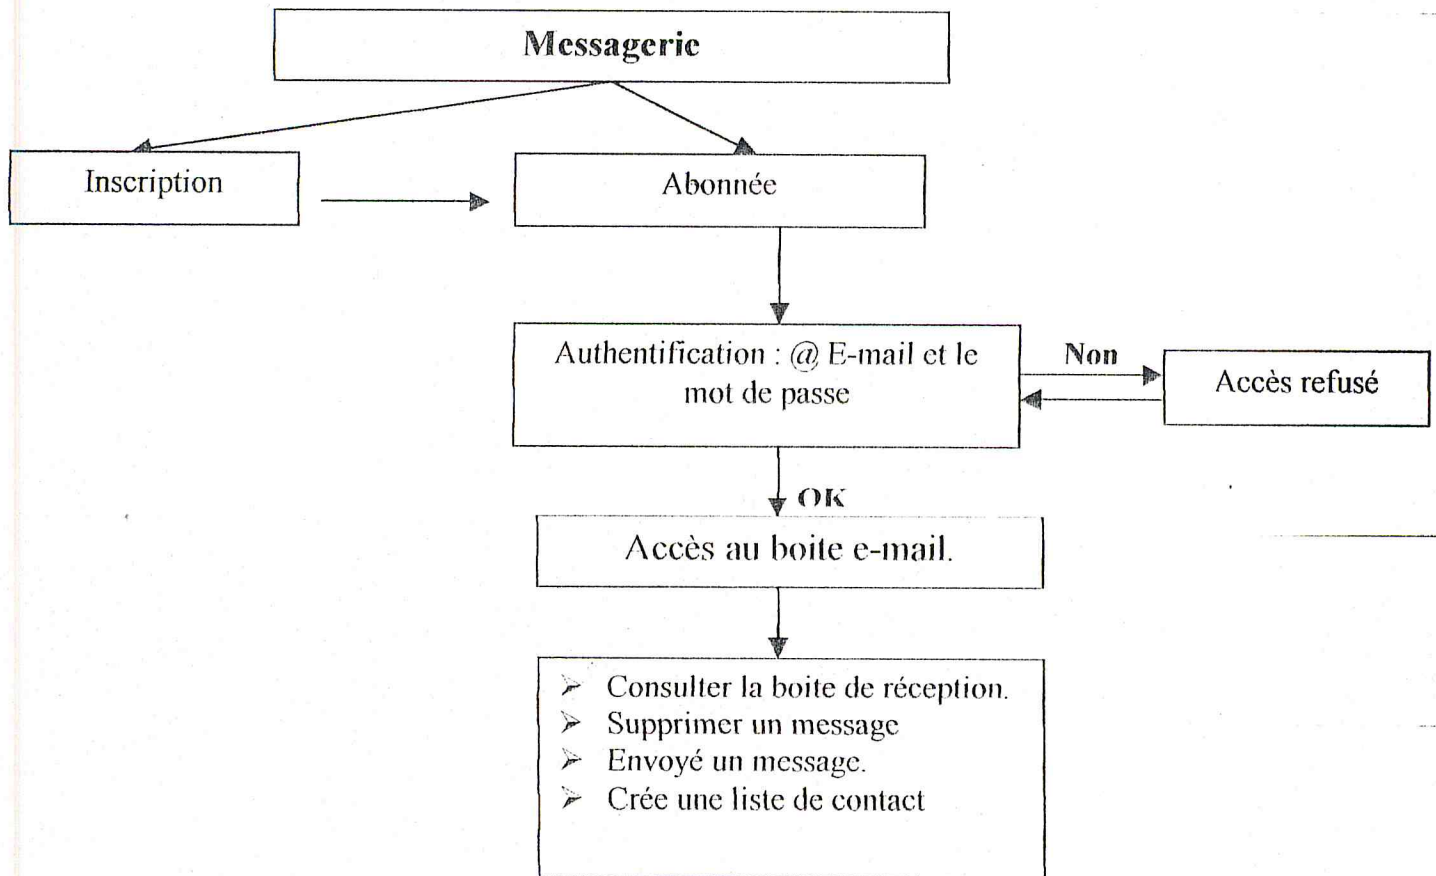 Messagerie
Inscription
Abonnée
Authentification : @ E-mail et le
mot de passe
Non
Accès refusé
OK
Accès au boite e-mail.
➢ Consulter la boite de réception.
➢ Supprimer un message
➢ Envoyé un message.
➢ Crée une liste de contact